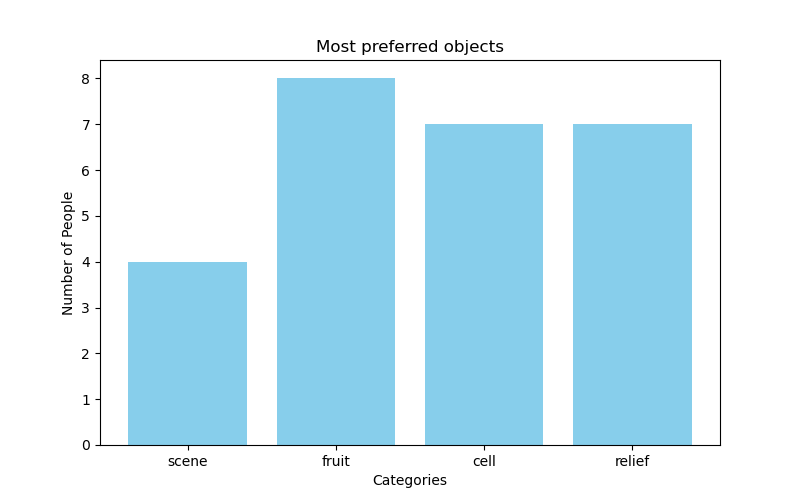 Most preferred objects
Number of People
8
7
6
5
4
3
2
1
0
scene fruit cell relief
Categories